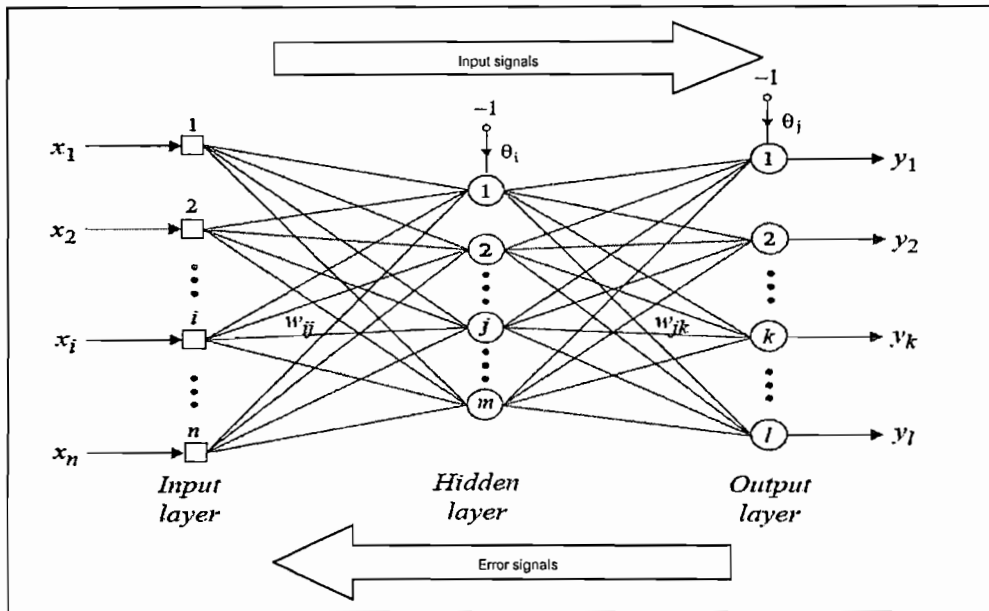 Input signals
−1
−1
1
θᵢ
θⱼ
x₁
1
y₁
1
2
x₂
2
2
y₂
i
xᵢ
wᵢⱼ
j
wⱼₖ
k
yₖ
m
n
xₙ
l
yₗ
Input
layer
Hidden
layer
Output
layer
Error signals